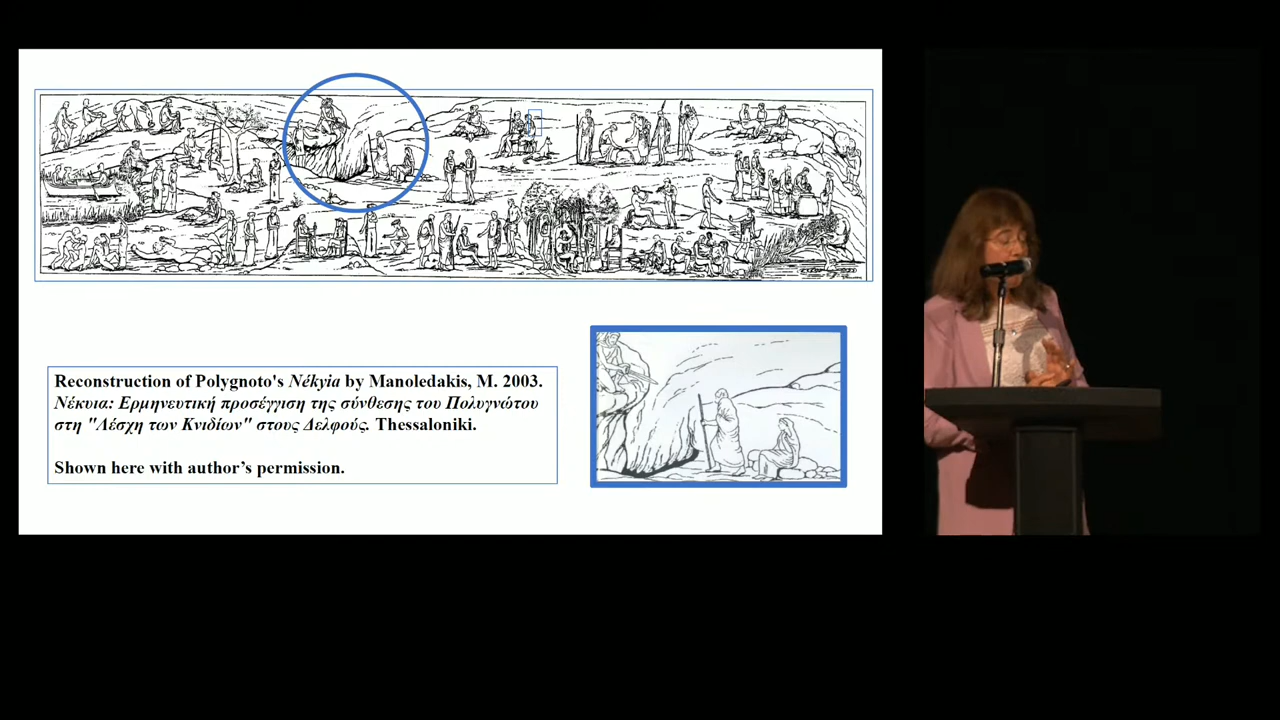 Reconstruction of Polygnoto's Nékyia by Manoledakis, M. 2003.
Νέκυια: Ερμηνευτική προσέγγιση της σύνθεσης του Πολυγνώτου
στη "Λέσχη των Κνιδίων" στους Δελφούς. Thessaloniki.
Shown here with author’s permission.